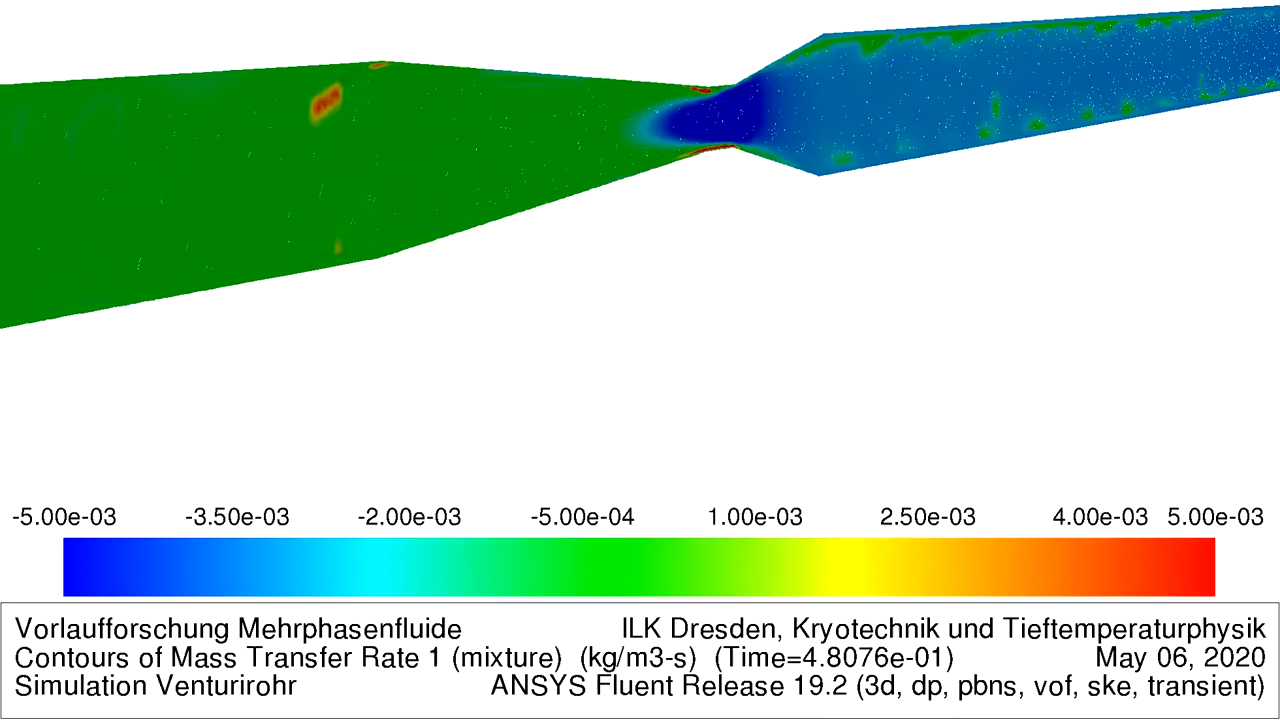 -5.00e-03 -3.50e-03 -2.00e-03 -5.00e-04 1.00e-03 2.50e-03 4.00e-03 5.00e-03
Vorlaufforschung Mehrphasenfluide ILK Dresden, Kryotechnik und Tieftemperaturphysik
Contours of Mass Transfer Rate 1 (mixture) (kg/m3-s) (Time=4.8076e-01) May 06, 2020
Simulation Venturirohr ANSYS Fluent Release 19.2 (3d, dp, pbns, vof, ske, transient)